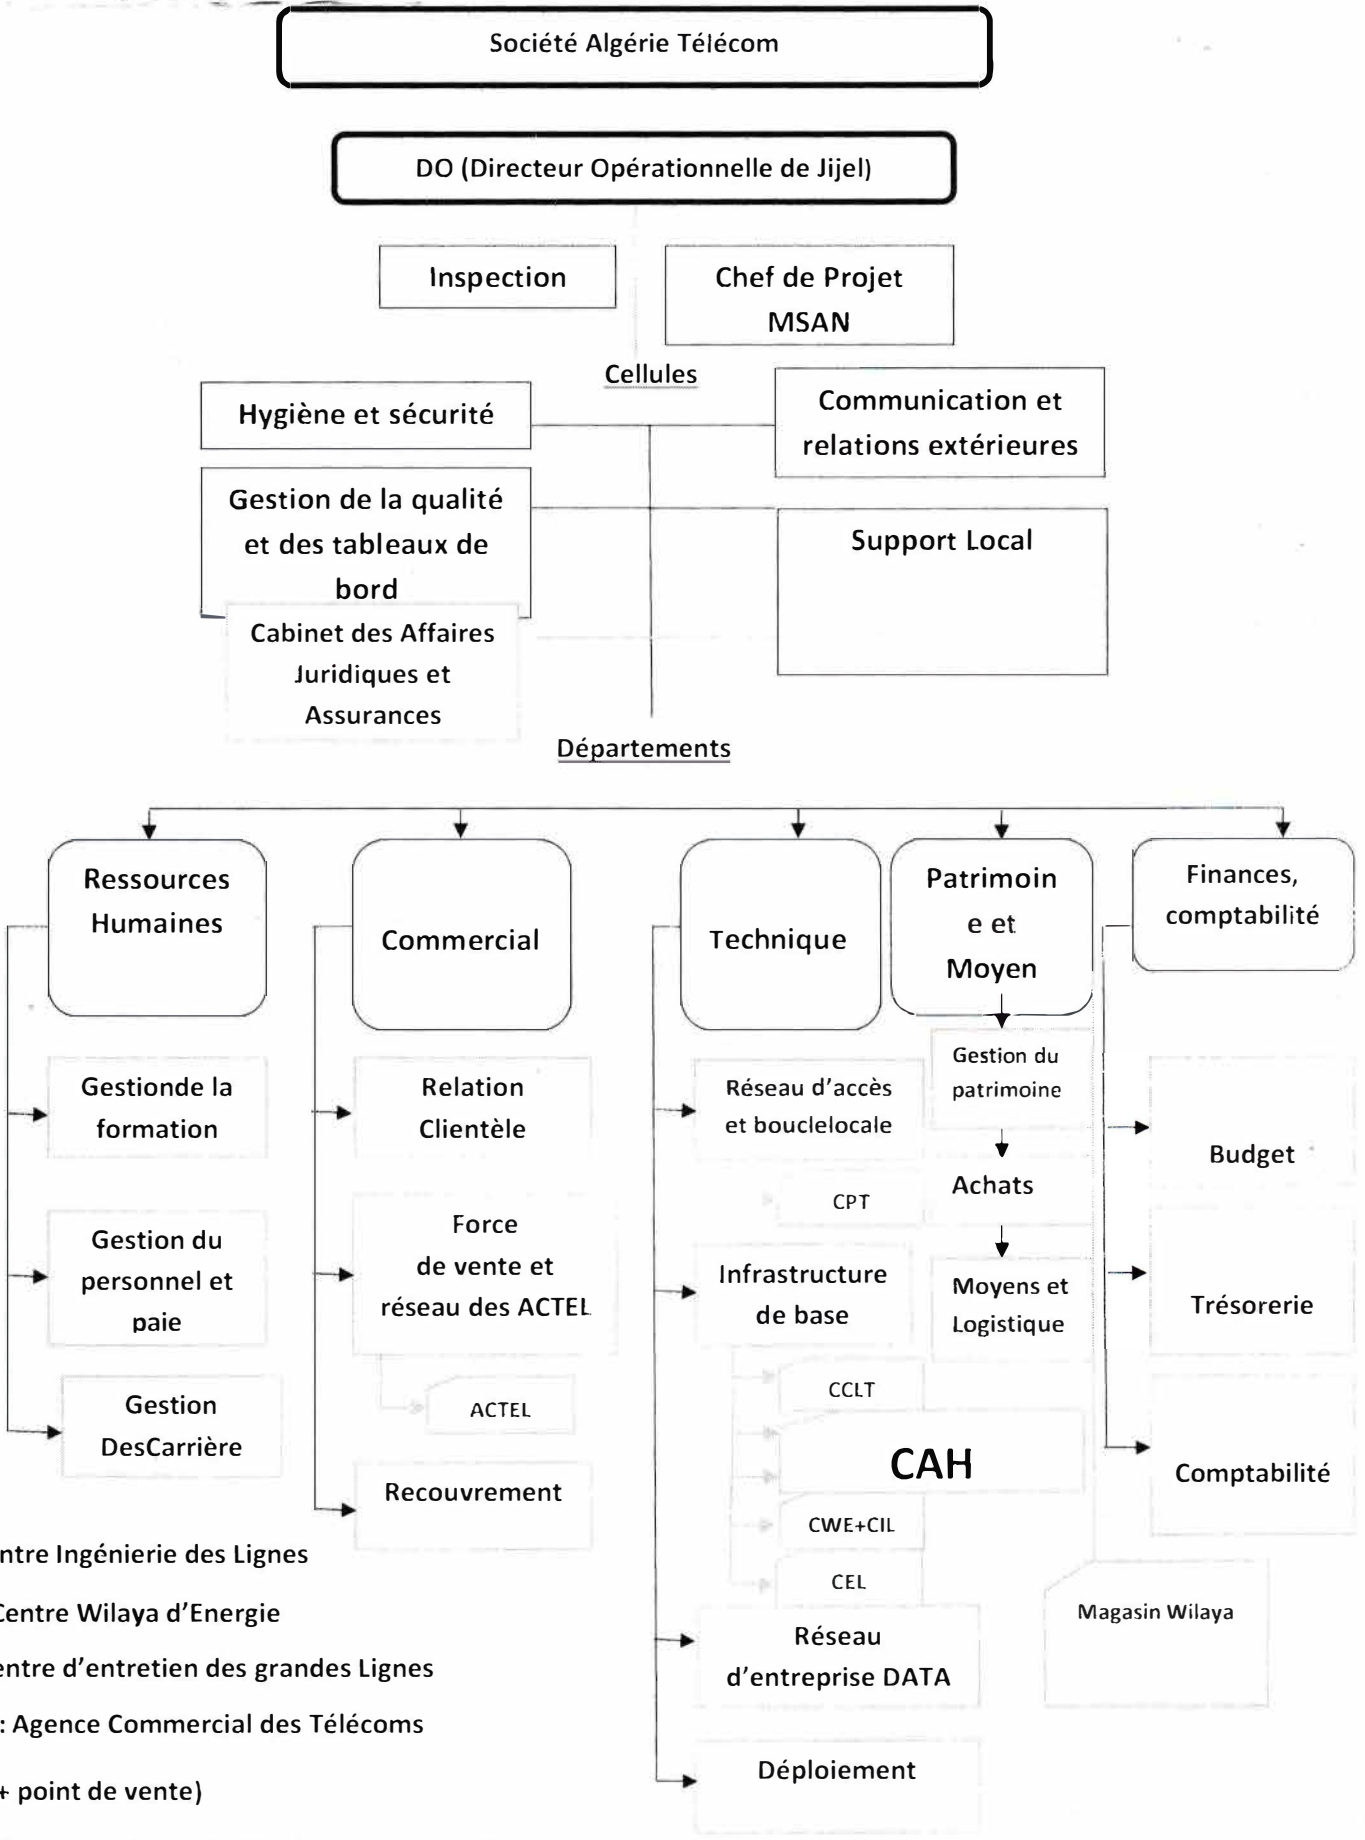 Société Algérie Télécom
DO (Directeur Opérationnelle de Jijel)
Inspection
Chef de Projet
MSAN
Cellules
Hygiène et sécurité
Communication et
relations extérieures
Gestion de la qualité
et des tableaux de
bord
Support Local
Cabinet des Affaires
Juridiques et
Assurances
Départements
Ressources
Humaines
Gestionde la
formation
Gestion du
personnel et
paie
Gestion
DesCarrière
Commercial
Relation
Clientèle
Force
de vente et
réseau des ACTEL
ACTEL
Recouvrement
Technique
Réseau d'accès
et bouclelocale
CPT
Infrastructure
de base
CCLT
CAH
CWE+CIL
CEL
Réseau
d'entreprise DATA
Déploiement
Patrimoin
e et
Moyen
Gestion du
patrimoine
Achats
Moyens et
Logistique
Magasin Wilaya
Finances,
comptabilité
Budget
Trésorerie
Comptabilité
ntre Ingénierie des Lignes
Centre Wilaya d'Energie
entre d'entretien des grandes Lignes
: Agence Commercial des Télécoms
+ point de vente)